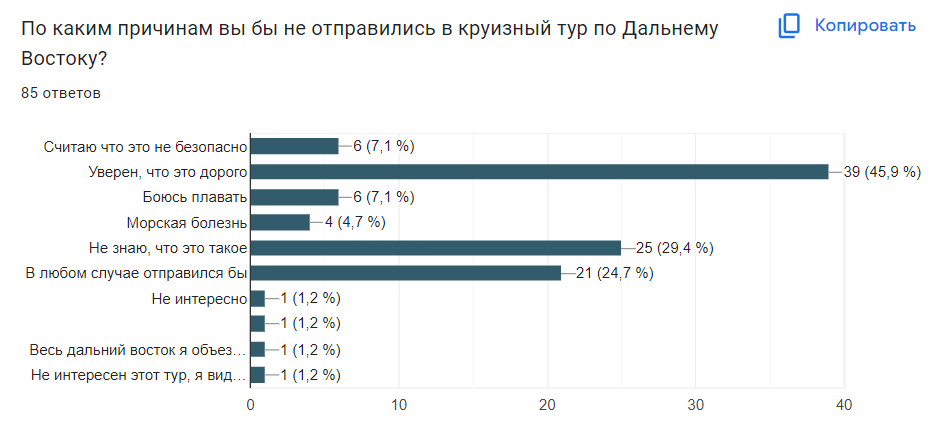 По каким причинам вы бы не отправились в круизный тур по Дальнему
Востоку?
Копировать
85 ответов
Считаю что это не безопасно
6 (7,1 %)
Уверен, что это дорого
39 (45,9 %)
Боюсь плавать
6 (7,1 %)
Морская болезнь
4 (4,7 %)
Не знаю, что это такое
25 (29,4 %)
В любом случае отправился бы
21 (24,7 %)
Не интересно
1 (1,2 %)
1 (1,2 %)
Весь дальний восток я объез…
1 (1,2 %)
Не интересен этот тур, я вид…
1 (1,2 %)
0
10
20
30
40